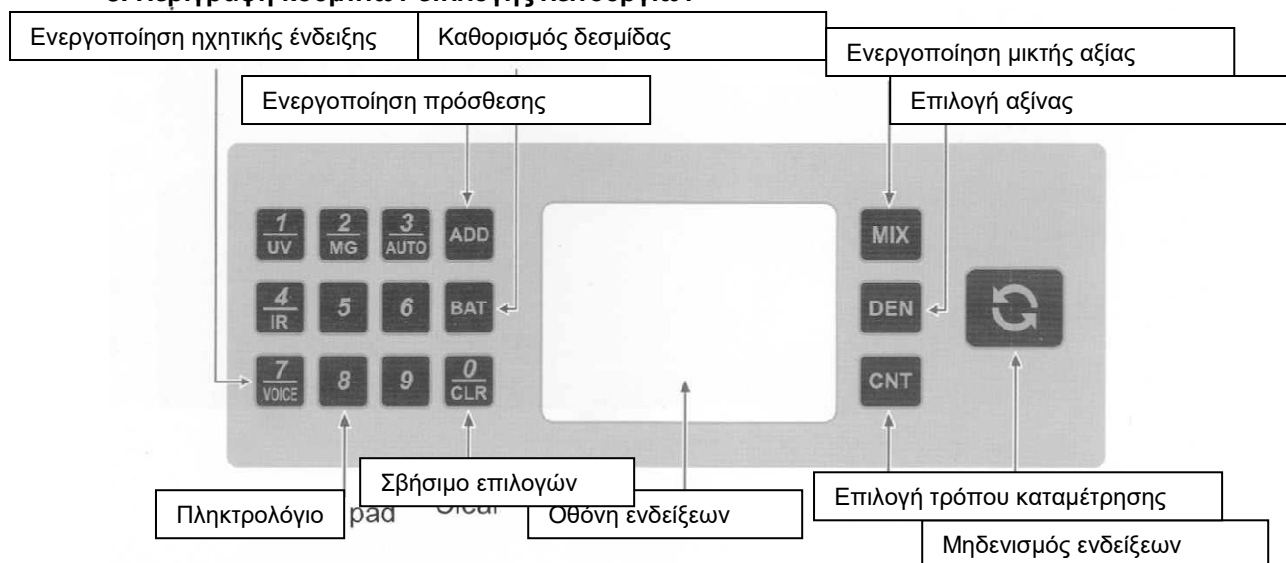 Ενεργοποίηση ηχητικής ένδειξης
Καθορισμός δεσμίδας
Ενεργοποίηση μικτής αξίας
Ενεργοποίηση πρόσθεσης
Επιλογή αξίνας
1 UV
2 MG
3 AUTO
ADD
MIX
4 IR
5
6
BAT
DEN
7 VOICE
8
9
0 CLR
CNT
Σβήσιμο επιλογών
Επιλογή τρόπου καταμέτρησης
Πληκτρολόγιο
pad
Οθόνη ενδείξεων
Μηδενισμός ενδείξεων